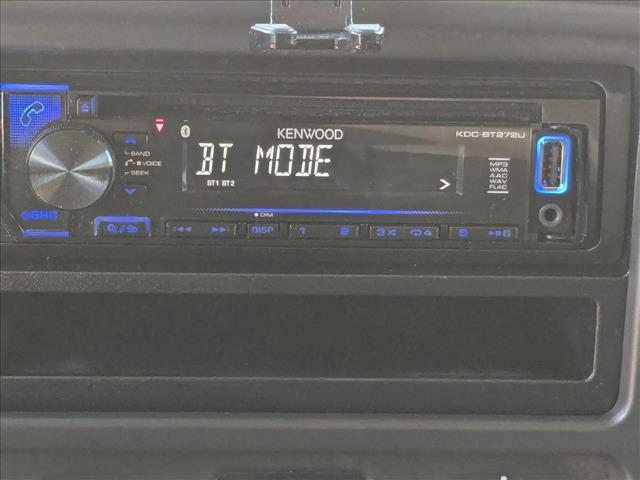 KENWOOD
KDC-BT272U
BAND
VOICE
SEEK
BT MODE
BT1 BT2
>
MP3
WMA
AAC
WAV
FLAC
SRC
DIM
DISP
1 2 3 4 5 6